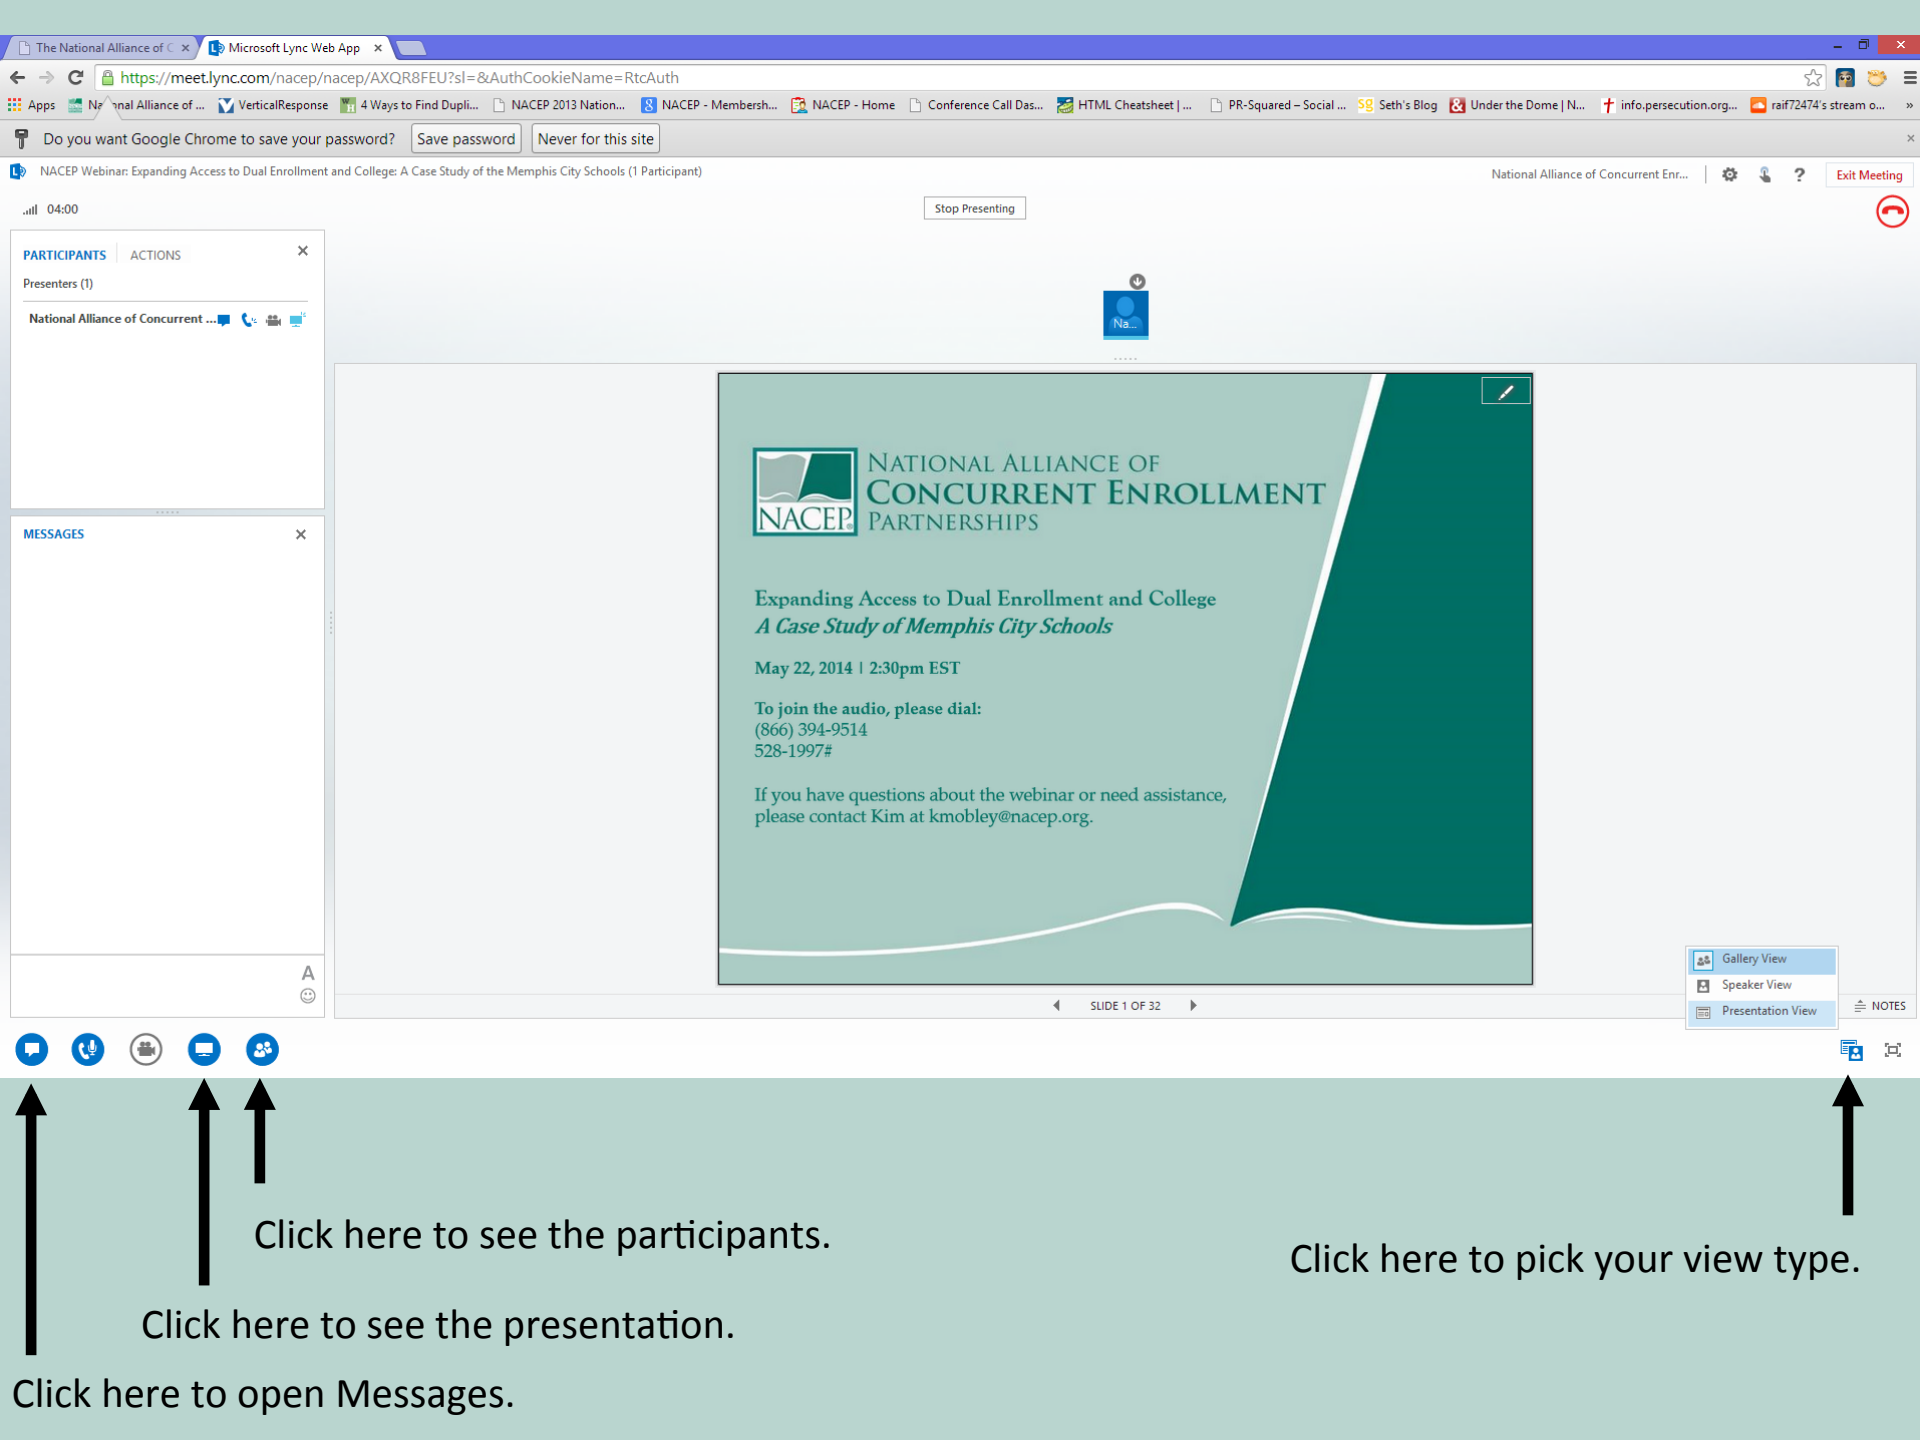 The National Alliance of C
Microsoft Lync Web App
https://meet.lync.com/nacep/nacep/AXQR8FEU?sl=&AuthCookieName=RtcAuth
Apps
National Alliance of ...
VerticalResponse
4 Ways to Find Dupli...
NACEP 2013 Nation...
NACEP - Membersh...
NACEP - Home
Conference Call Das...
HTML Cheatsheet | ...
PR-Squared – Social ...
Seth's Blog
Under the Dome | N...
info.persecution.org...
raif72474's stream o...
»
Do you want Google Chrome to save your password?
Save password
Never for this site
NACEP Webinar: Expanding Access to Dual Enrollment and College: A Case Study of the Memphis City Schools (1 Participant)
National Alliance of Concurrent Enr...
?
Exit Meeting
04:00
Stop Presenting
PARTICIPANTS
ACTIONS
Presenters (1)
National Alliance of Concurrent ...
Na...
MESSAGES
A
NACEP®
NATIONAL ALLIANCE OF
CONCURRENT ENROLLMENT
PARTNERSHIPS
Expanding Access to Dual Enrollment and College
A Case Study of Memphis City Schools
May 22, 2014 | 2:30pm EST
To join the audio, please dial:
(866) 394-9514
528-1997#
If you have questions about the webinar or need assistance,
please contact Kim at kmobley@nacep.org.
Gallery View
Speaker View
Presentation View
SLIDE 1 OF 32
NOTES
Click here to see the participants.
Click here to pick your view type.
Click here to see the presentation.
Click here to open Messages.